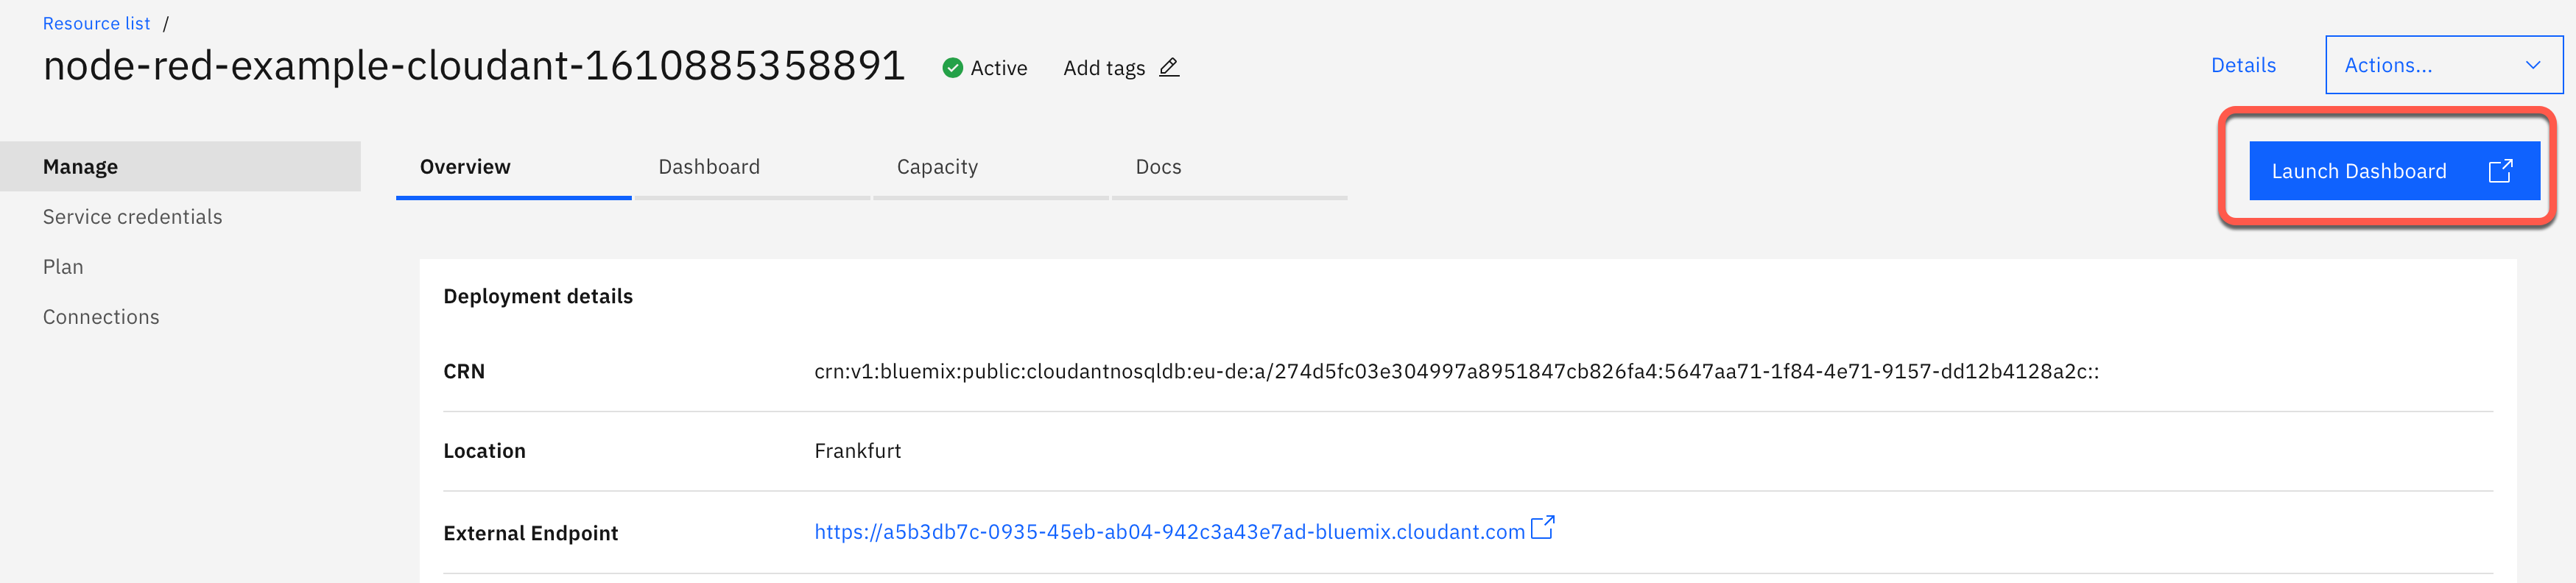 Resource list /
node-red-example-cloudant-1610885358891
Active
Add tags
Details
Actions...
Manage
Service credentials
Plan
Connections
Overview
Dashboard
Capacity
Docs
Launch Dashboard
Deployment details
CRN
crn:v1:bluemix:public:cloudantnosqldb:eu-de:a/274d5fc03e304997a8951847cb826fa4:5647aa71-1f84-4e71-9157-dd12b4128a2c::
Location
Frankfurt
External Endpoint
https://a5b3db7c-0935-45eb-ab04-942c3a43e7ad-bluemix.cloudant.com